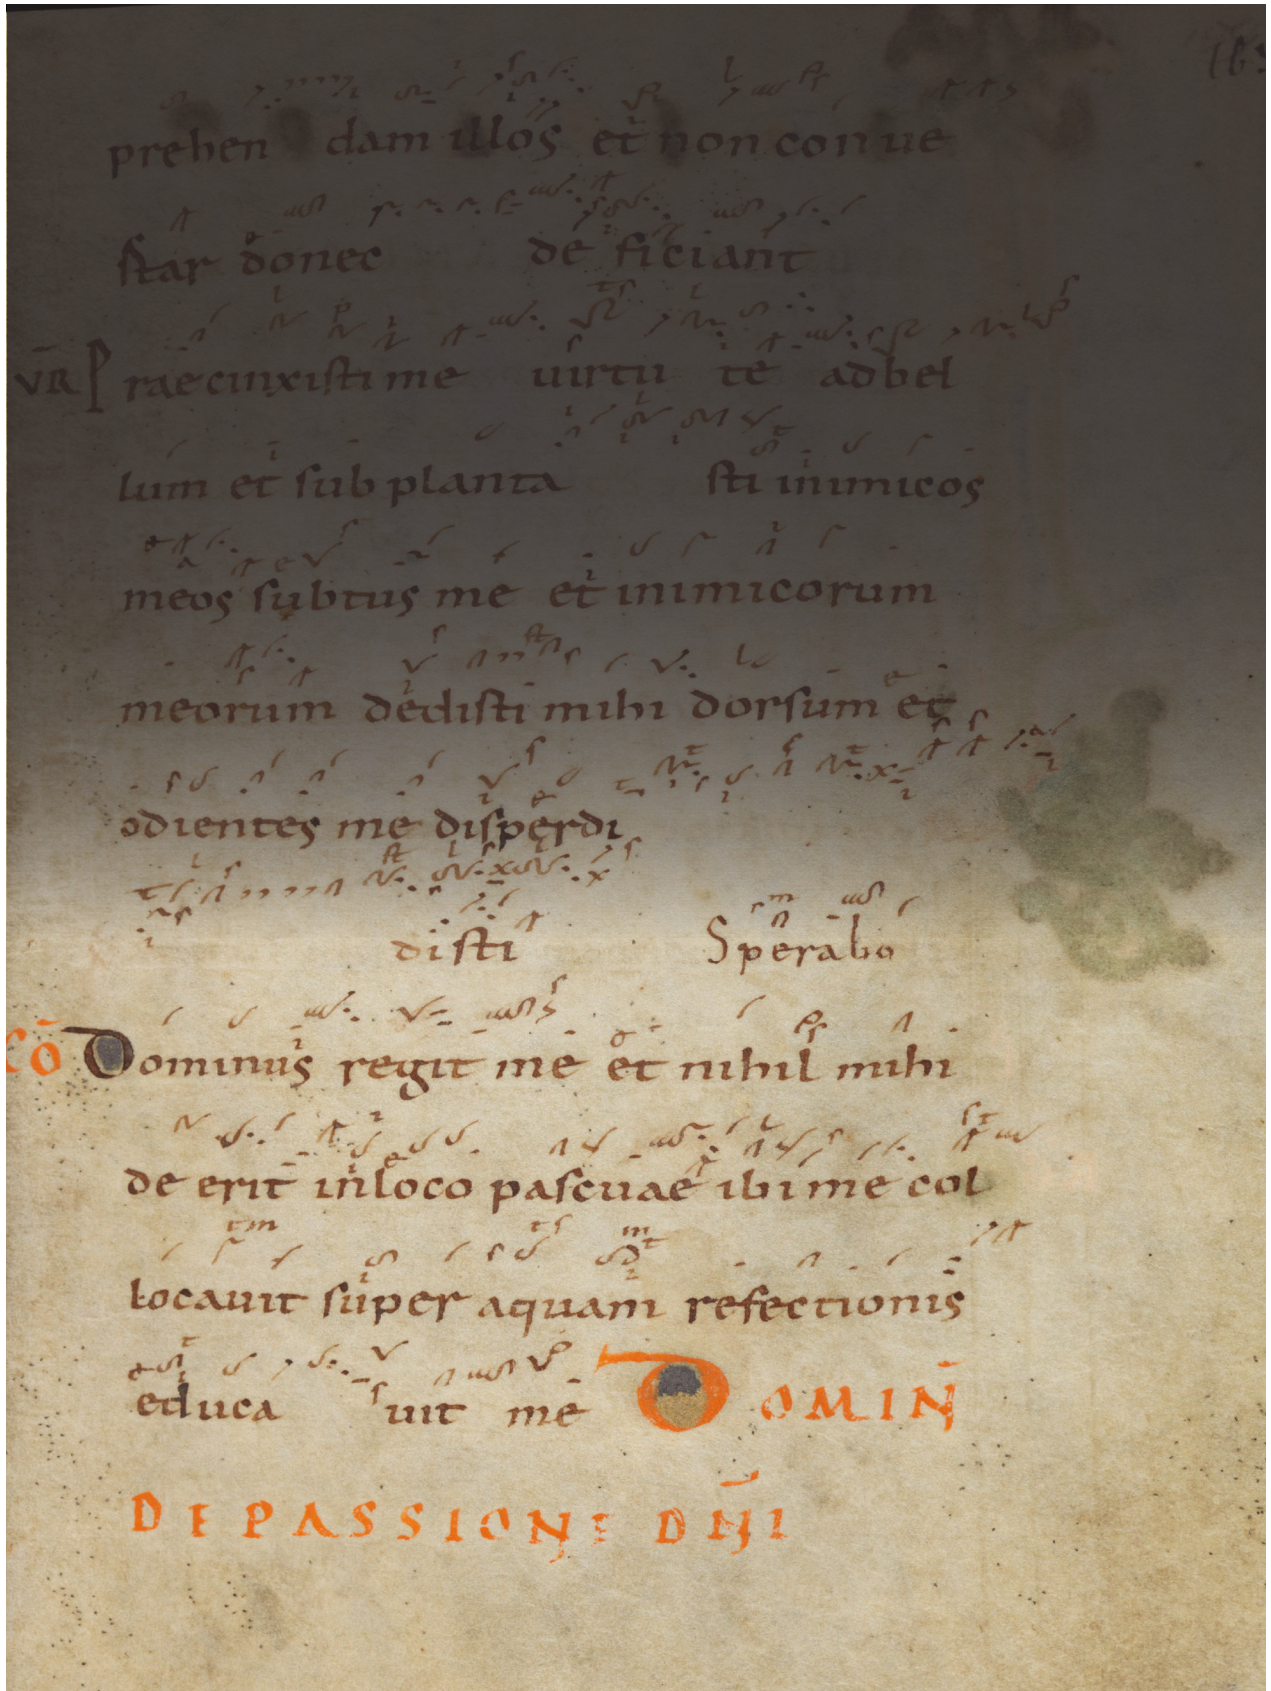 prehen dam illos et non con ue
star donec de ficiant
VR Praecinxisti me uirtu te ad bel
lum et sub planta sti inimicos
meos subtus me et inimicorum
meorum dedisti mihi dorsum et
odientes me disperdi
disti Sperabo
CO Dominus regit me et nihil mihi
de erit in loco pascuae ibi me col
locauit super aquam refectionis
educa uit me DOMIN
DE PASSIONE DNI